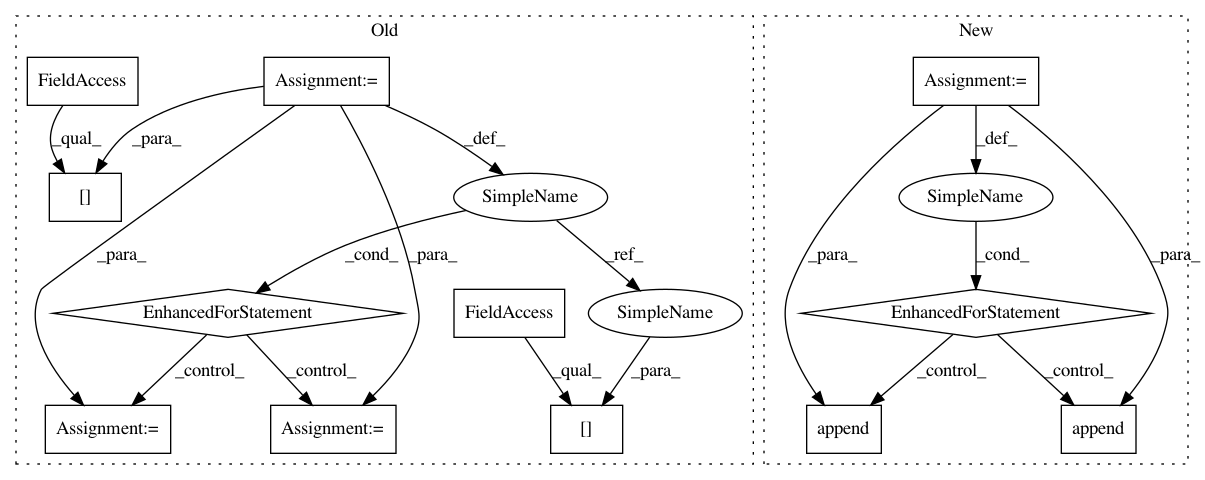 Old
New
FieldAccess
Assignment:=
Assignment:=
_qual_
_para_
_def_
_def_
[]
SimpleName
SimpleName
_para_
_cond_
_para_
_ref_
_para_
_cond_
_para_
EnhancedForStatement
FieldAccess
SimpleName
EnhancedForStatement
_control_
_control_
_qual_
_para_
_control_
_control_
Assignment:=
Assignment:=
[]
append
append